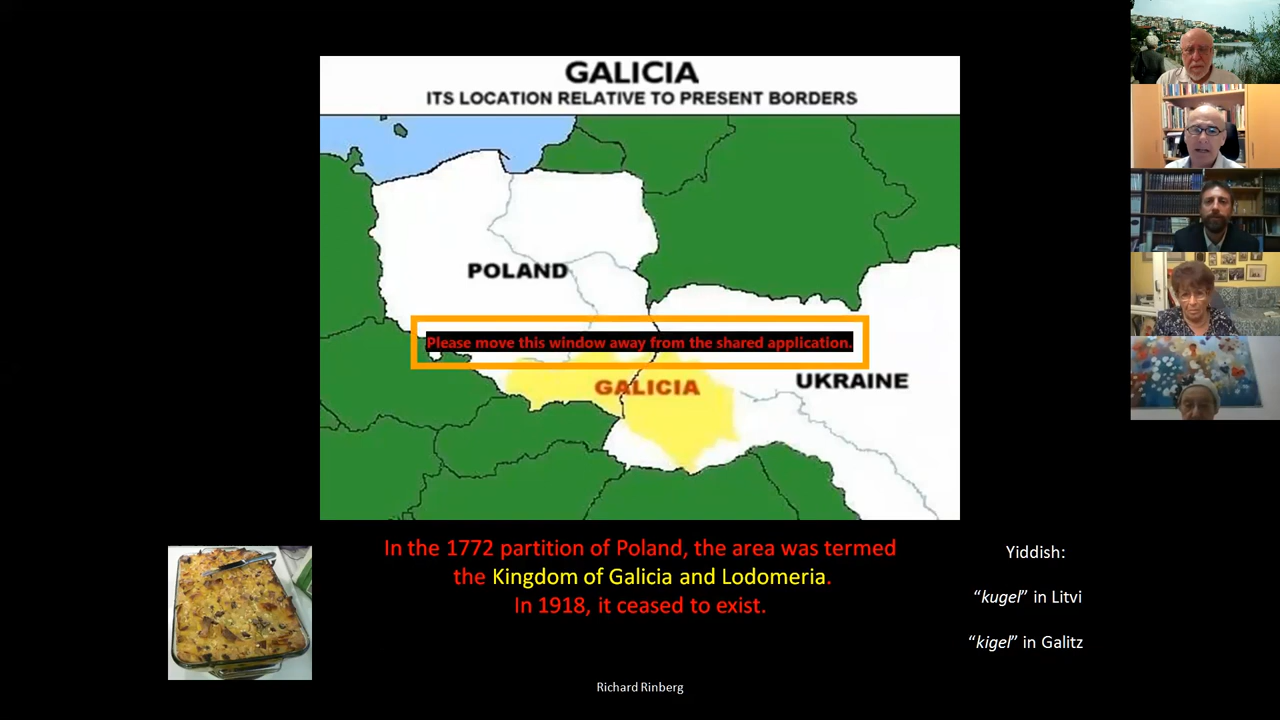 GALICIA
ITS LOCATION RELATIVE TO PRESENT BORDERS
POLAND
Please move this window away from the shared application.
GALICIA
UKRAINE
In the 1772 partition of Poland, the area was termed
the Kingdom of Galicia and Lodomeria.
In 1918, it ceased to exist.
Yiddish:
“kugel” in Litvi
“kigel” in Galitz
Richard Rinberg